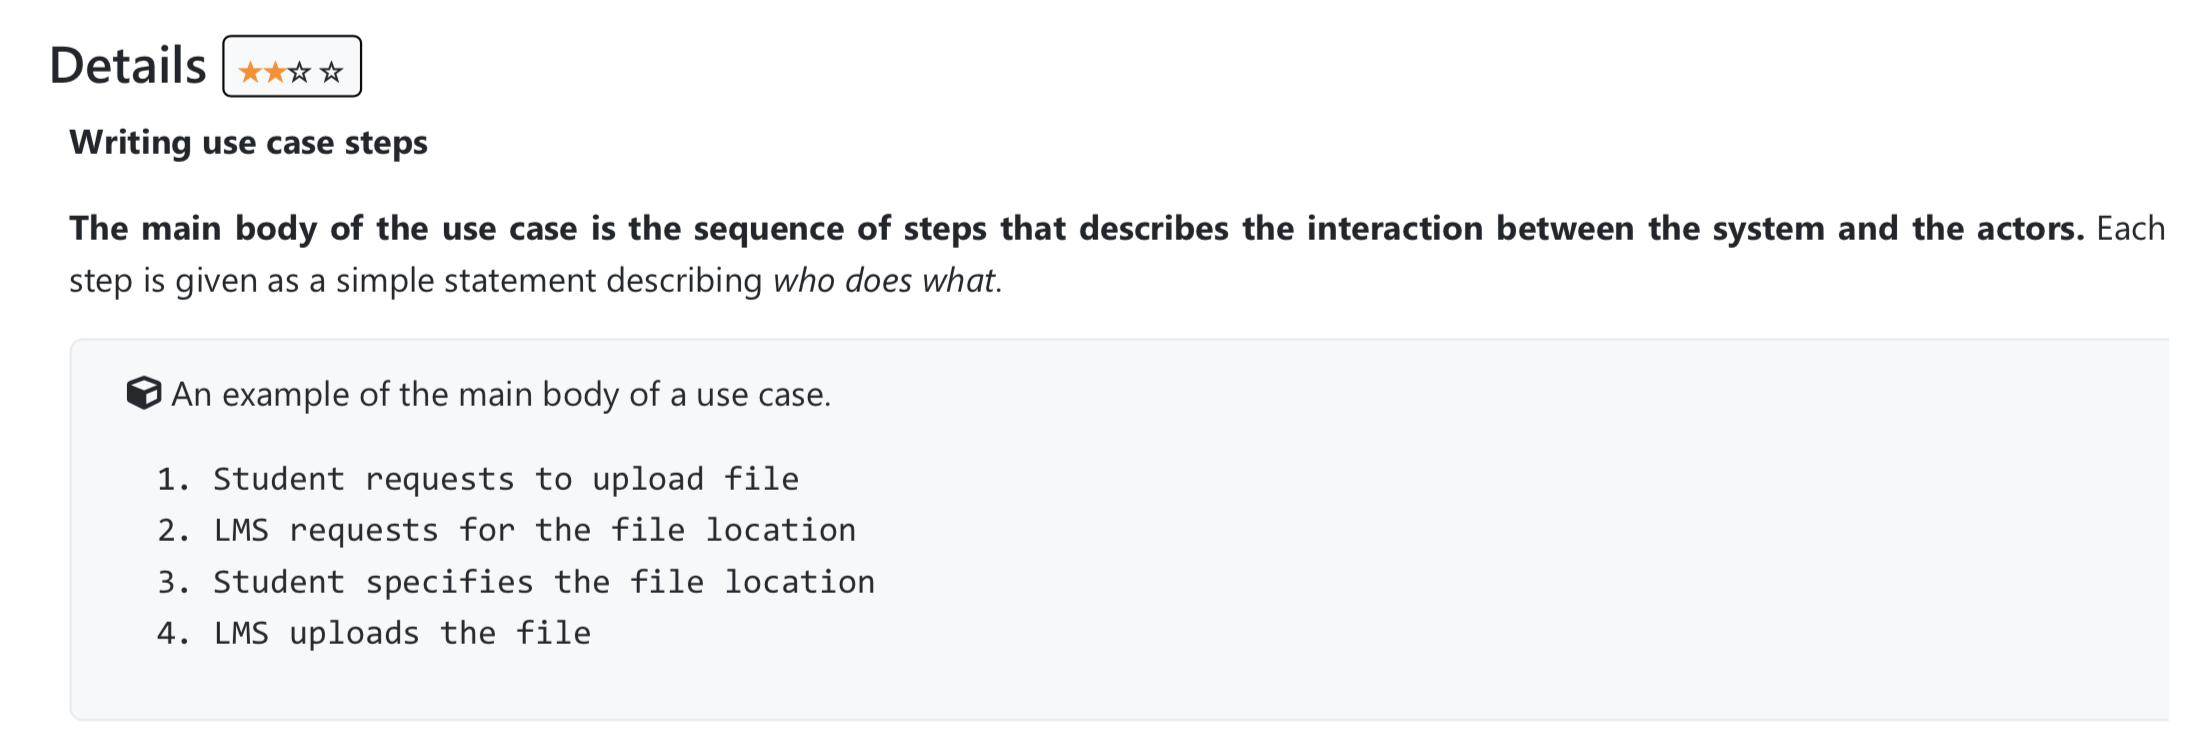 Details ★★☆☆
Writing use case steps
The main body of the use case is the sequence of steps that describes the interaction between the system and the actors. Each
step is given as a simple statement describing who does what.
An example of the main body of a use case.
1. Student requests to upload file
2. LMS requests for the file location
3. Student specifies the file location
4. LMS uploads the file